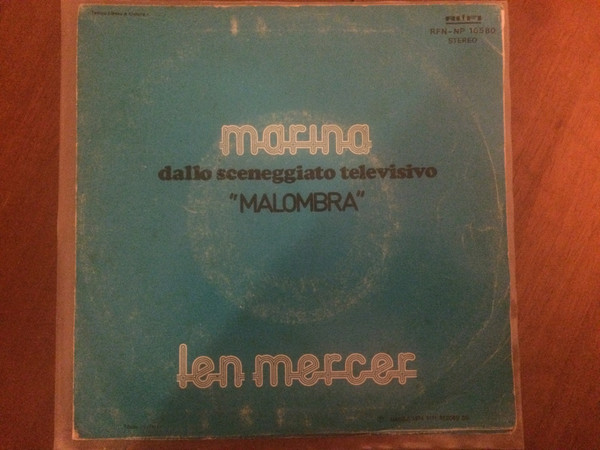 RFN-NP 16580
STEREO
marina
dallo sceneggiato televisivo
"MALOMBRA"
len mercer